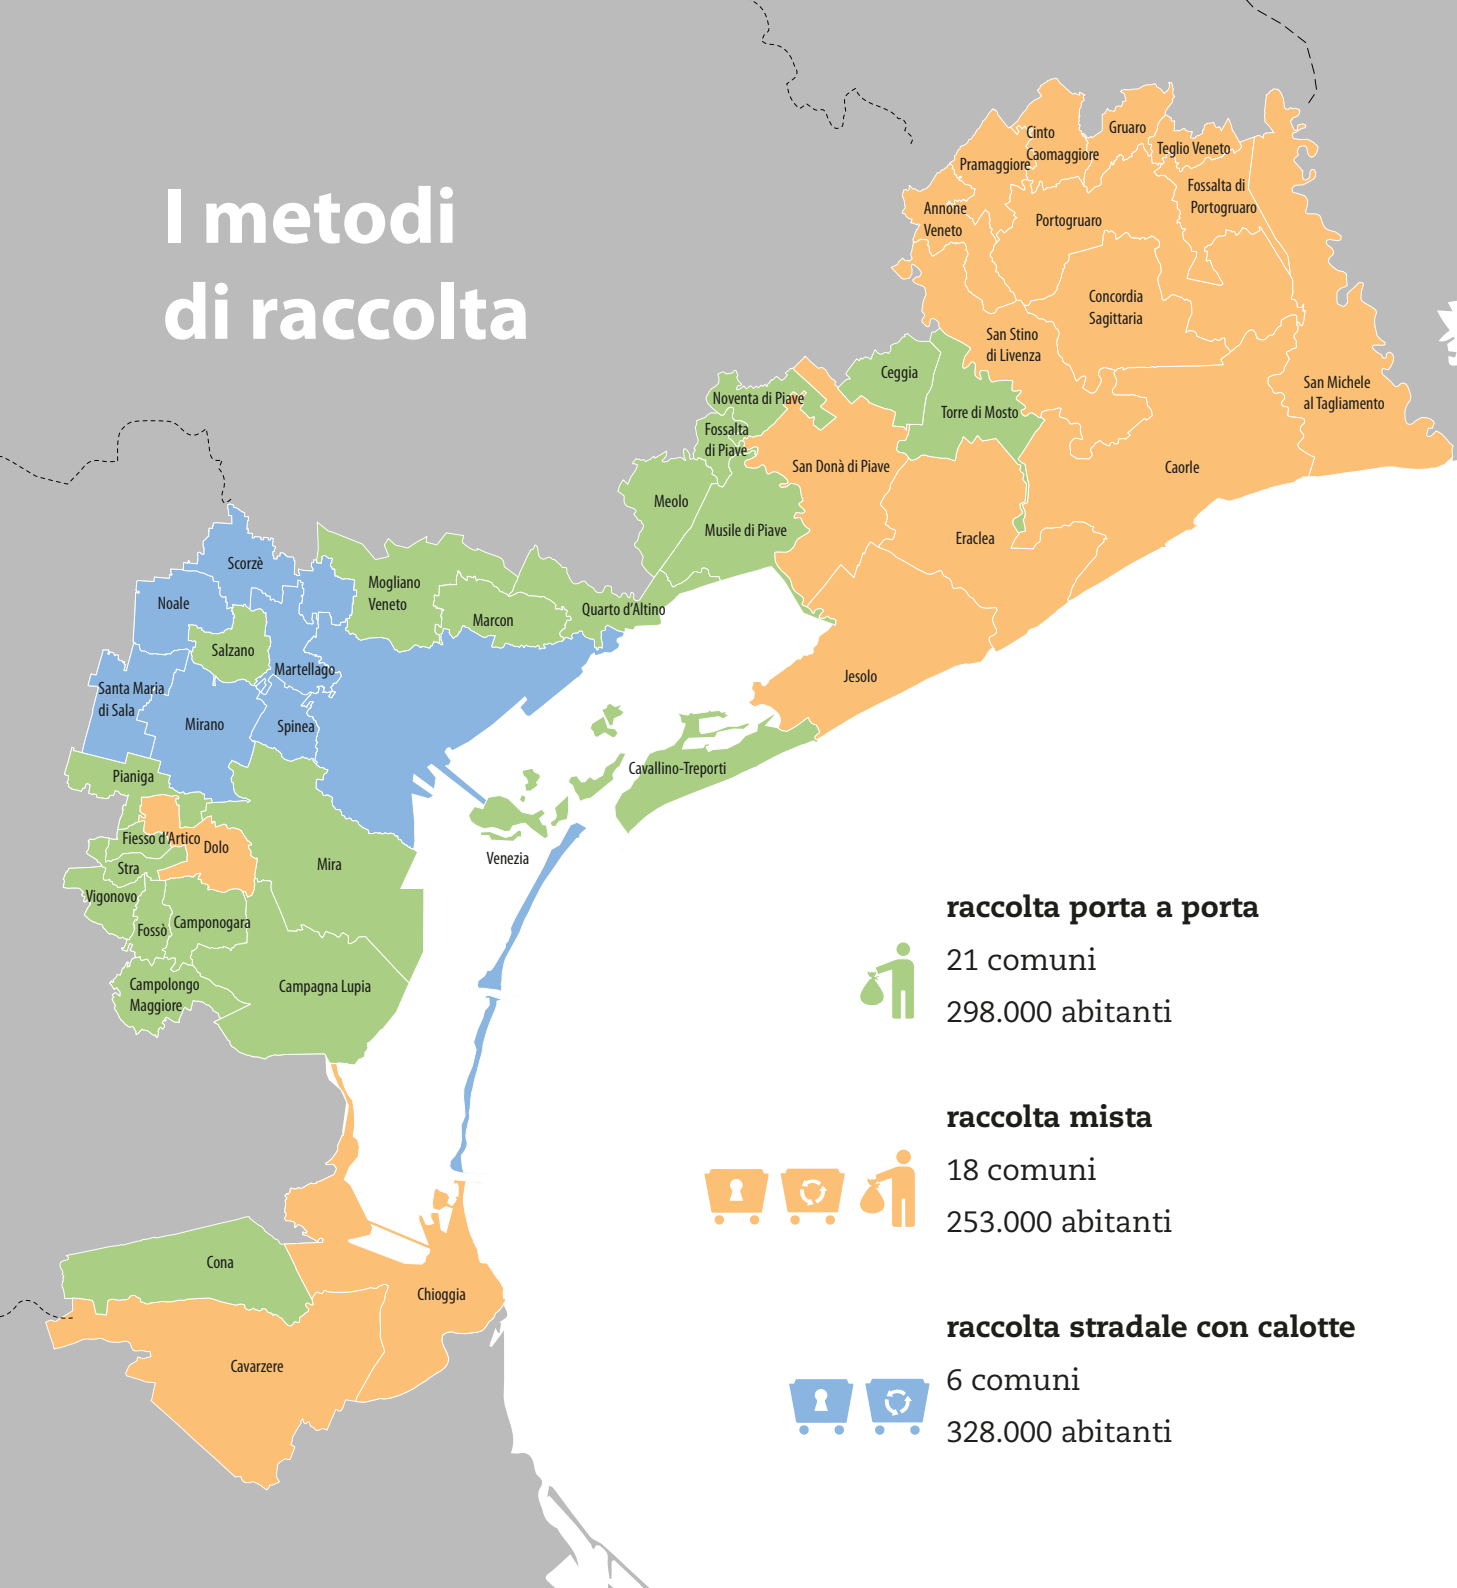 I metodi
di raccolta
Cinto
Caomaggiore
Gruaro
Teglio Veneto
Pramaggiore
Fossalta di
Portogruaro
Annone
Veneto
Portogruaro
Concordia
Sagittaria
San Stino
di Livenza
San Michele
al Tagliamento
Ceggia
Torre di Mosto
Noventa di Piave
Fossalta
di Piave
San Donà di Piave
Caorle
Meolo
Musile di Piave
Eraclea
Scorzè
Noale
Mogliano
Veneto
Marcon
Quarto d'Altino
Salzano
Martellago
Jesolo
Santa Maria
di Sala
Mirano
Spinea
Pianiga
Cavallino-Treporti
Fiesso d'Artico
Dolo
Venezia
Mira
Stra
Vigonovo
Fossò
Camponogara
Campolongo
Maggiore
Campagna Lupia
raccolta porta a porta
21 comuni
298.000 abitanti
raccolta mista
18 comuni
253.000 abitanti
Cona
Chioggia
Cavarzere
raccolta stradale con calotte
6 comuni
328.000 abitanti